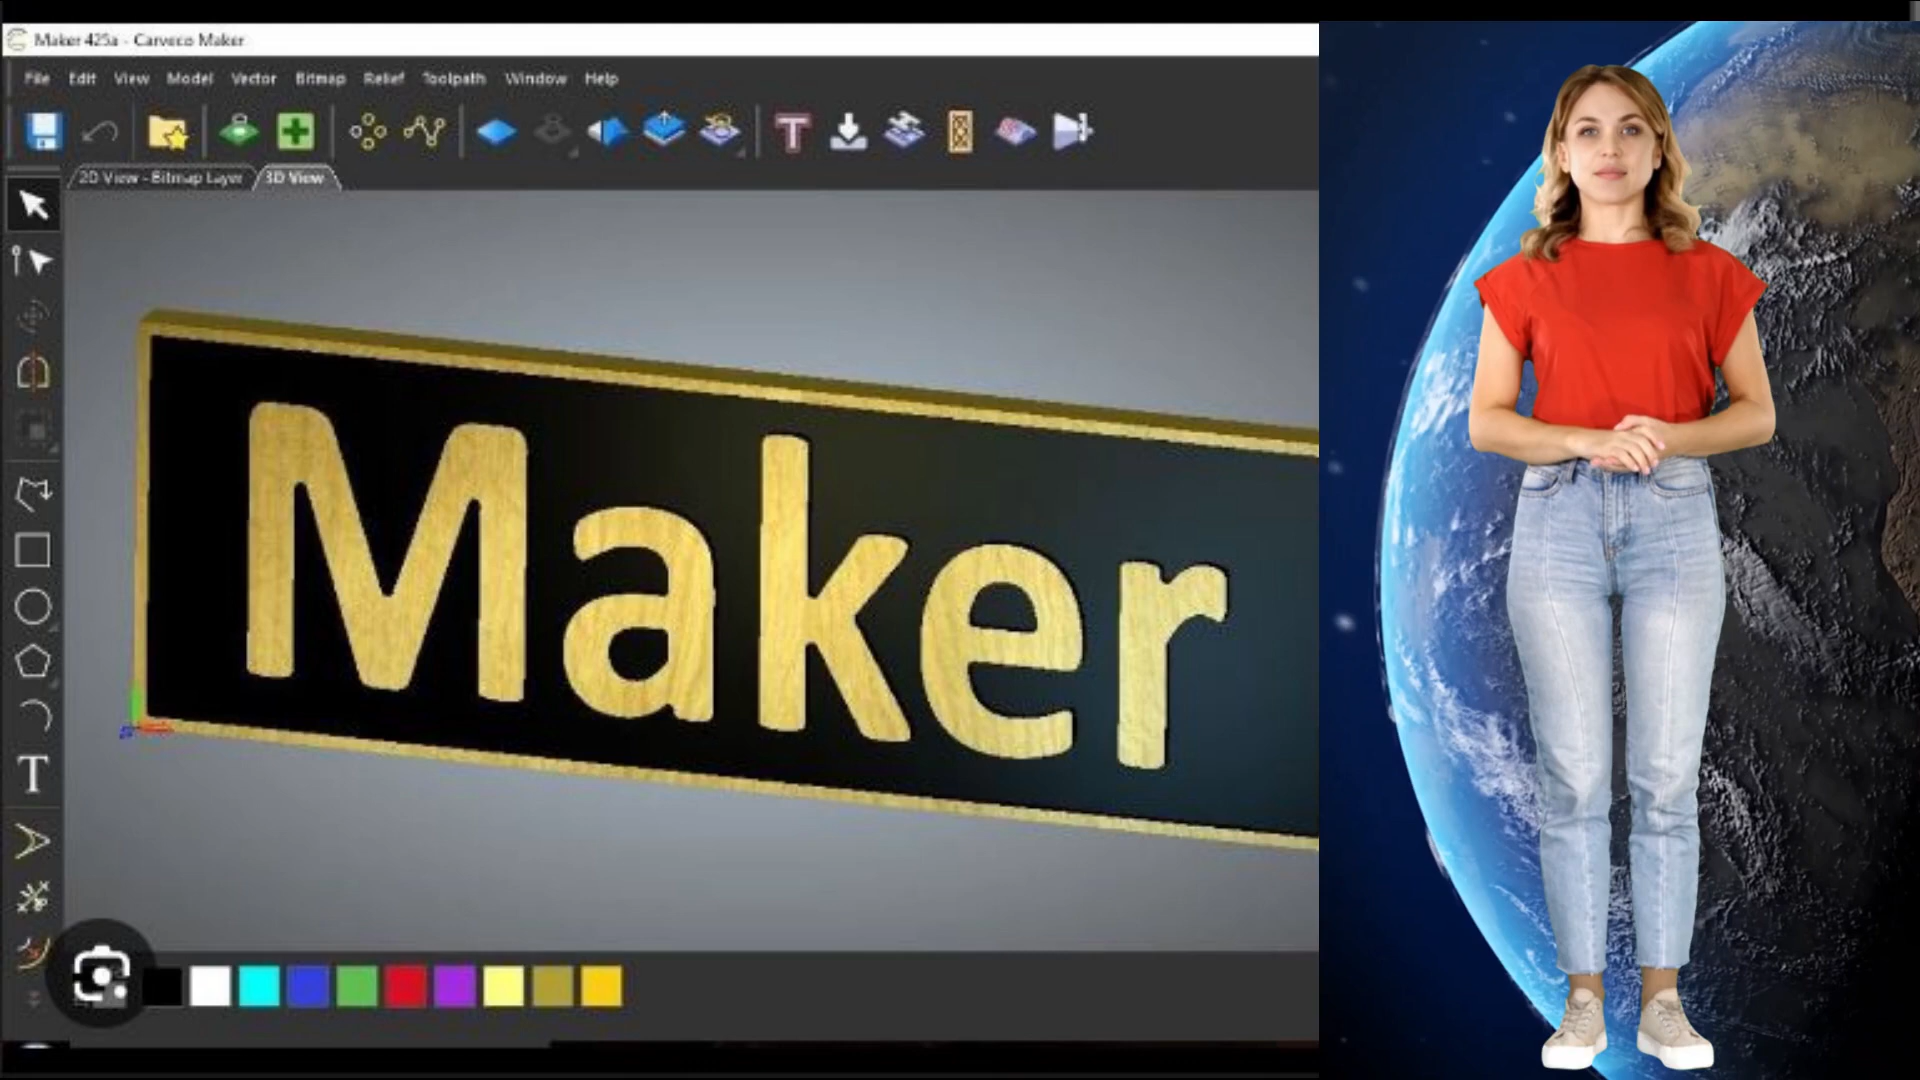 Maker 425a - Carveco Maker
File Edit View Model Vector Bitmap Relief Toolpath Window Help
2D View - Bitmap Layer 3D View
Maker